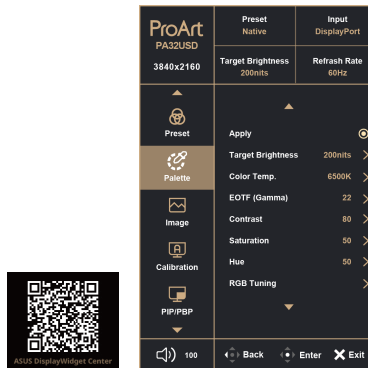 ProArt
PA32USD
3840x2160
Preset
Native
Input
DisplayPort
Target Brightness
200nits
Refrash Rate
60Hz
Preset
Palette
Image
Calibration
PIP/PBP
100
Apply
Target Brightness 200nits
Color Temp. 6500K
EOTF (Gamma) 22
Contrast 80
Saturation 50
Hue 50
RGB Tuning
Back
Enter
Exit
A
ASUS DisplayWidget Center